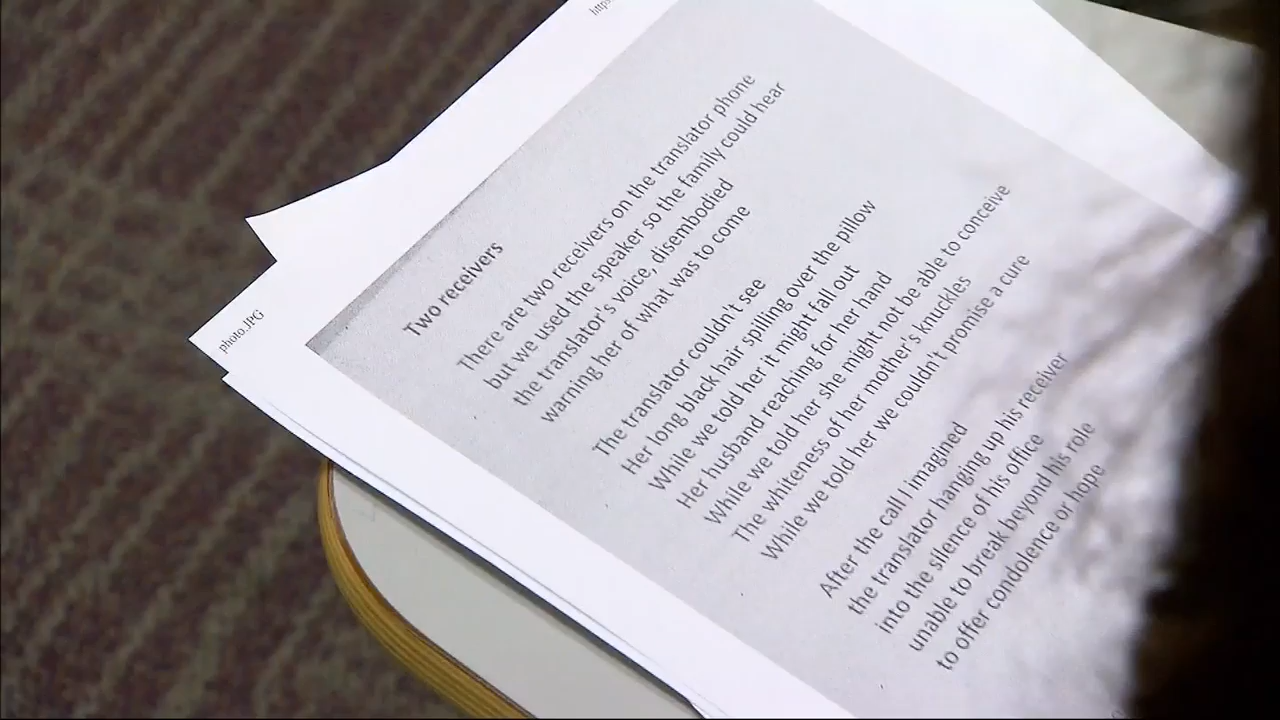 https
photo.JPG
Two receivers
There are two receivers on the translator phone
but we used the speaker so the family could hear
the translator's voice, disembodied
warning her of what was to come
The translator couldn't see
Her long black hair spilling over the pillow
While we told her it might fall out
Her husband reaching for her hand
While we told her she might not be able to conceive
The whiteness of her mother's knuckles
While we told her we couldn't promise a cure
After the call I imagined
the translator hanging up his receiver
into the silence of his office
unable to break beyond his role
to offer condolence or hope